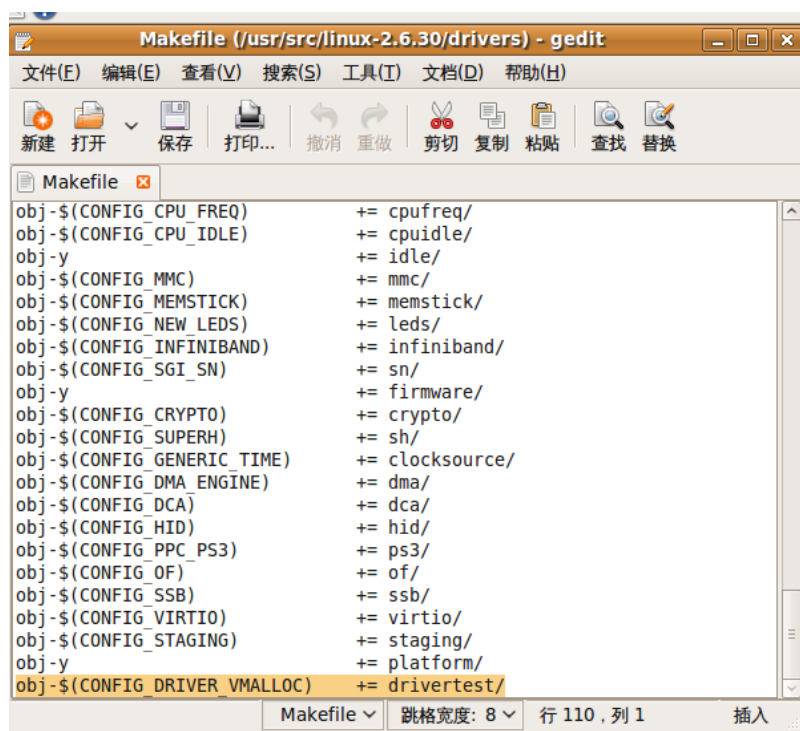 Makefile (/usr/src/linux-2.6.30/drivers) - gedit
文件(F) 编辑(E) 查看(V) 搜索(S) 工具(T) 文档(D) 帮助(H)
新建 打开 保存 打印... 撤消 重做 剪切 复制 粘贴 查找 替换
Makefile
obj-$(CONFIG_CPU_FREQ) += cpufreq/
obj-$(CONFIG_CPU_IDLE) += cpuidle/
obj-y += idle/
obj-$(CONFIG_MMC) += mmc/
obj-$(CONFIG_MEMSTICK) += memstick/
obj-$(CONFIG_NEW_LEDS) += leds/
obj-$(CONFIG_INFINIBAND) += infiniband/
obj-$(CONFIG_SGI_SN) += sn/
obj-y += firmware/
obj-$(CONFIG_CRYPTO) += crypto/
obj-$(CONFIG_SUPERH) += sh/
obj-$(CONFIG_GENERIC_TIME) += clocksource/
obj-$(CONFIG_DMA_ENGINE) += dma/
obj-$(CONFIG_DCA) += dca/
obj-$(CONFIG_HID) += hid/
obj-$(CONFIG_PPC_PS3) += ps3/
obj-$(CONFIG_OF) += of/
obj-$(CONFIG_SSB) += ssb/
obj-$(CONFIG_VIRTIO) += virtio/
obj-$(CONFIG_STAGING) += staging/
obj-y += platform/
obj-$(CONFIG_DRIVER_VMALLOC) += drivertest/
Makefile 跳格宽度: 8 行 110，列 1 插入